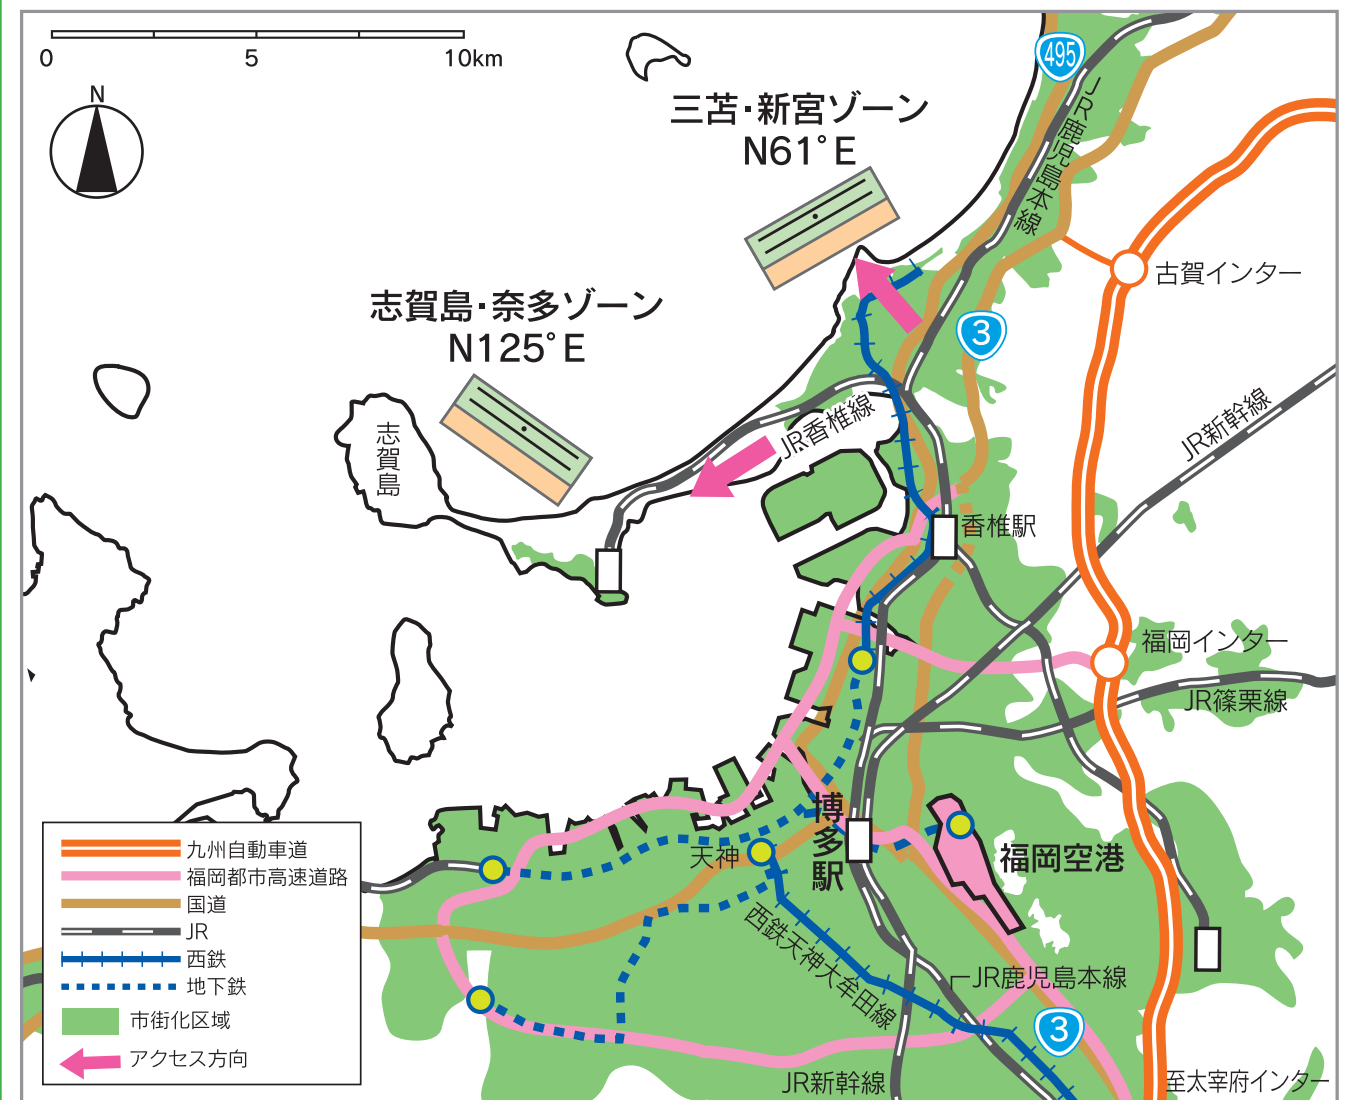 0 5 10km
N
495
三苫・新宮ゾーン
N61°E
JR鹿児島本線
古賀インター
志賀島・奈多ゾーン
N125°E
3
志賀島
JR香椎線
JR新幹線
香椎駅
福岡インター
JR篠栗線
博多駅
天神
福岡空港
西鉄天神大牟田線
JR鹿児島本線
3
JR新幹線
至太宰府インター
九州自動車道
福岡都市高速道路
国道
JR
西鉄
地下鉄
市街化区域
アクセス方向